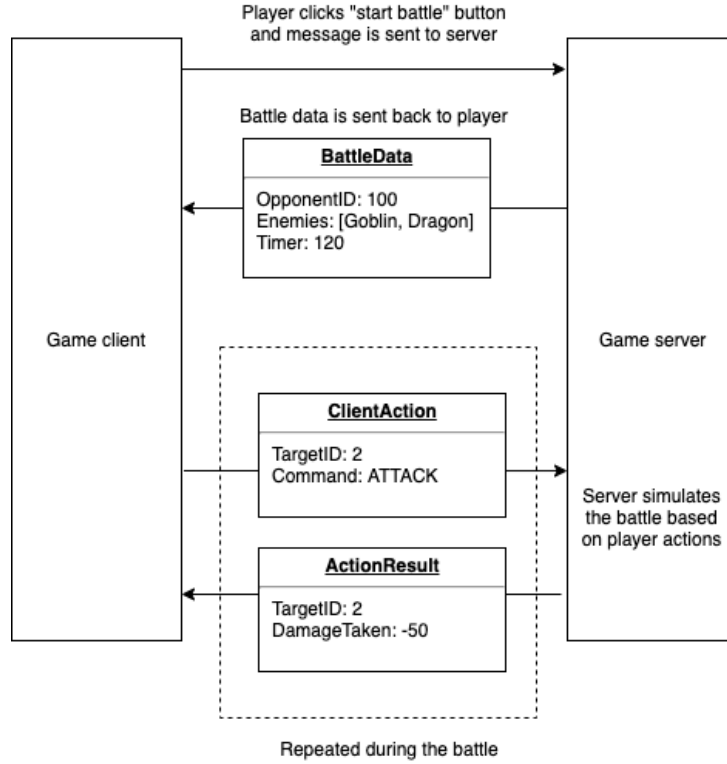 Player clicks "start battle" button
and message is sent to server
Battle data is sent back to player
BattleData
OpponentID: 100
Enemies: [Goblin, Dragon]
Timer: 120
Game client
Game server
ClientAction
TargetID: 2
Command: ATTACK
Server simulates
the battle based
on player actions
ActionResult
TargetID: 2
DamageTaken: -50
Repeated during the battle